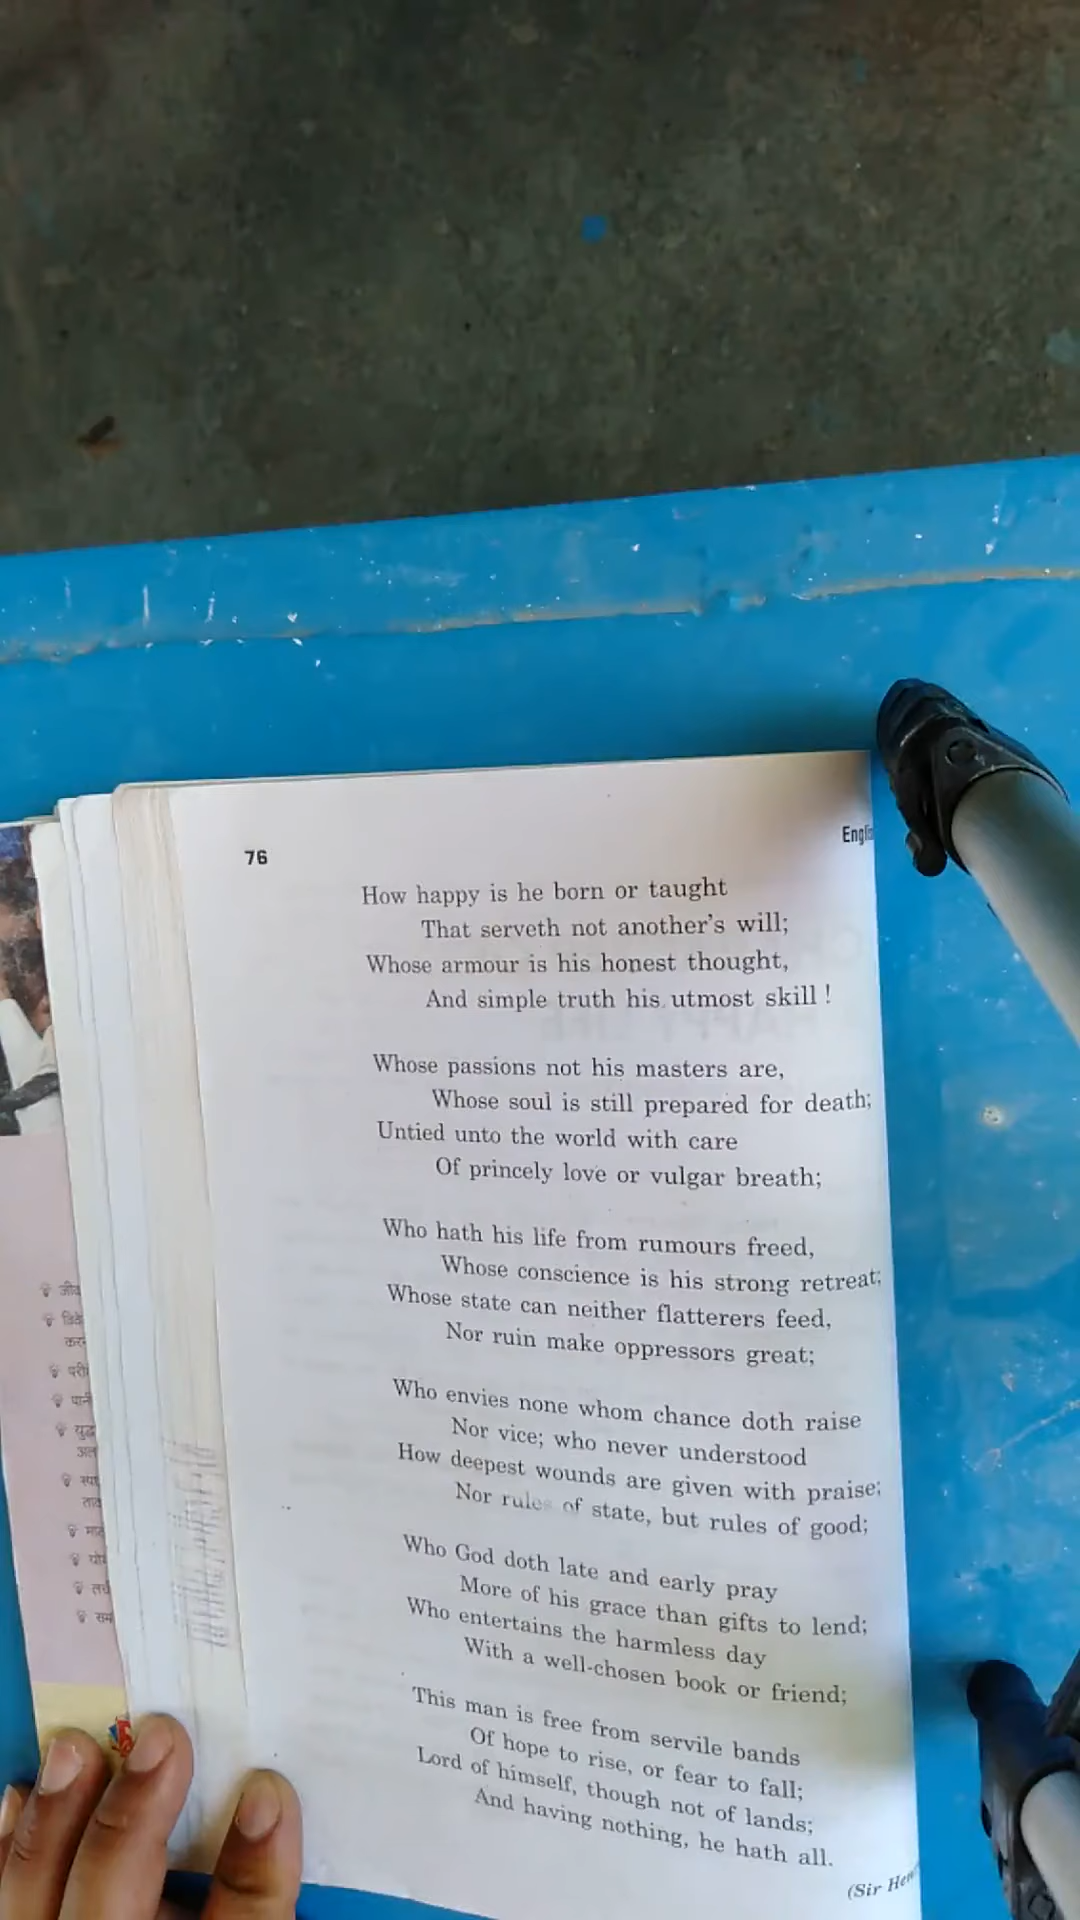 76
How happy is he born or taught
That serveth not another's will;
Whose armour is his honest thought,
And simple truth his utmost skill !
Whose passions not his masters are,
Whose soul is still prepared for death;
Untied unto the world with care
Of princely love or vulgar breath;
Who hath his life from rumours freed,
Whose conscience is his strong retreat;
Whose state can neither flatterers feed,
Nor ruin make oppressors great;
Who envies none whom chance doth raise
Nor vice; who never understood
How deepest wounds are given with praise;
Nor rules of state, but rules of good;
Who God doth late and early pray
More of his grace than gifts to lend;
Who entertains the harmless day
With a well-chosen book or friend;
This man is free from servile bands
Of hope to rise, or fear to fall;
Lord of himself, though not of lands;
And having nothing, he hath all.
(Sir